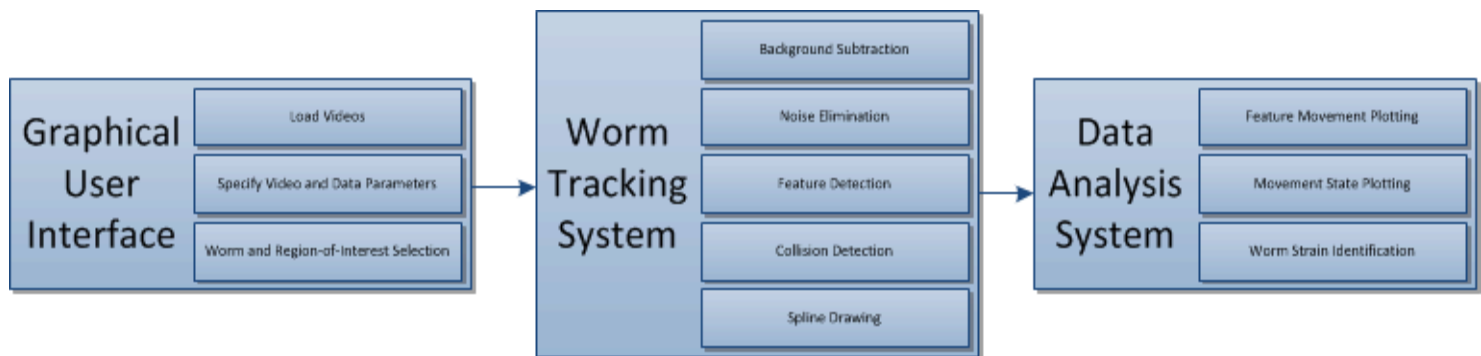 Graphical
User
Interface
Load Videos
Specify Video and Data Parameters
Worm and Region-of-Interest Selection
Worm
Tracking
System
Background Subtraction
Noise Elimination
Feature Detection
Collision Detection
Spline Drawing
Data
Analysis
System
Feature Movement Plotting
Movement State Plotting
Worm Strain Identification